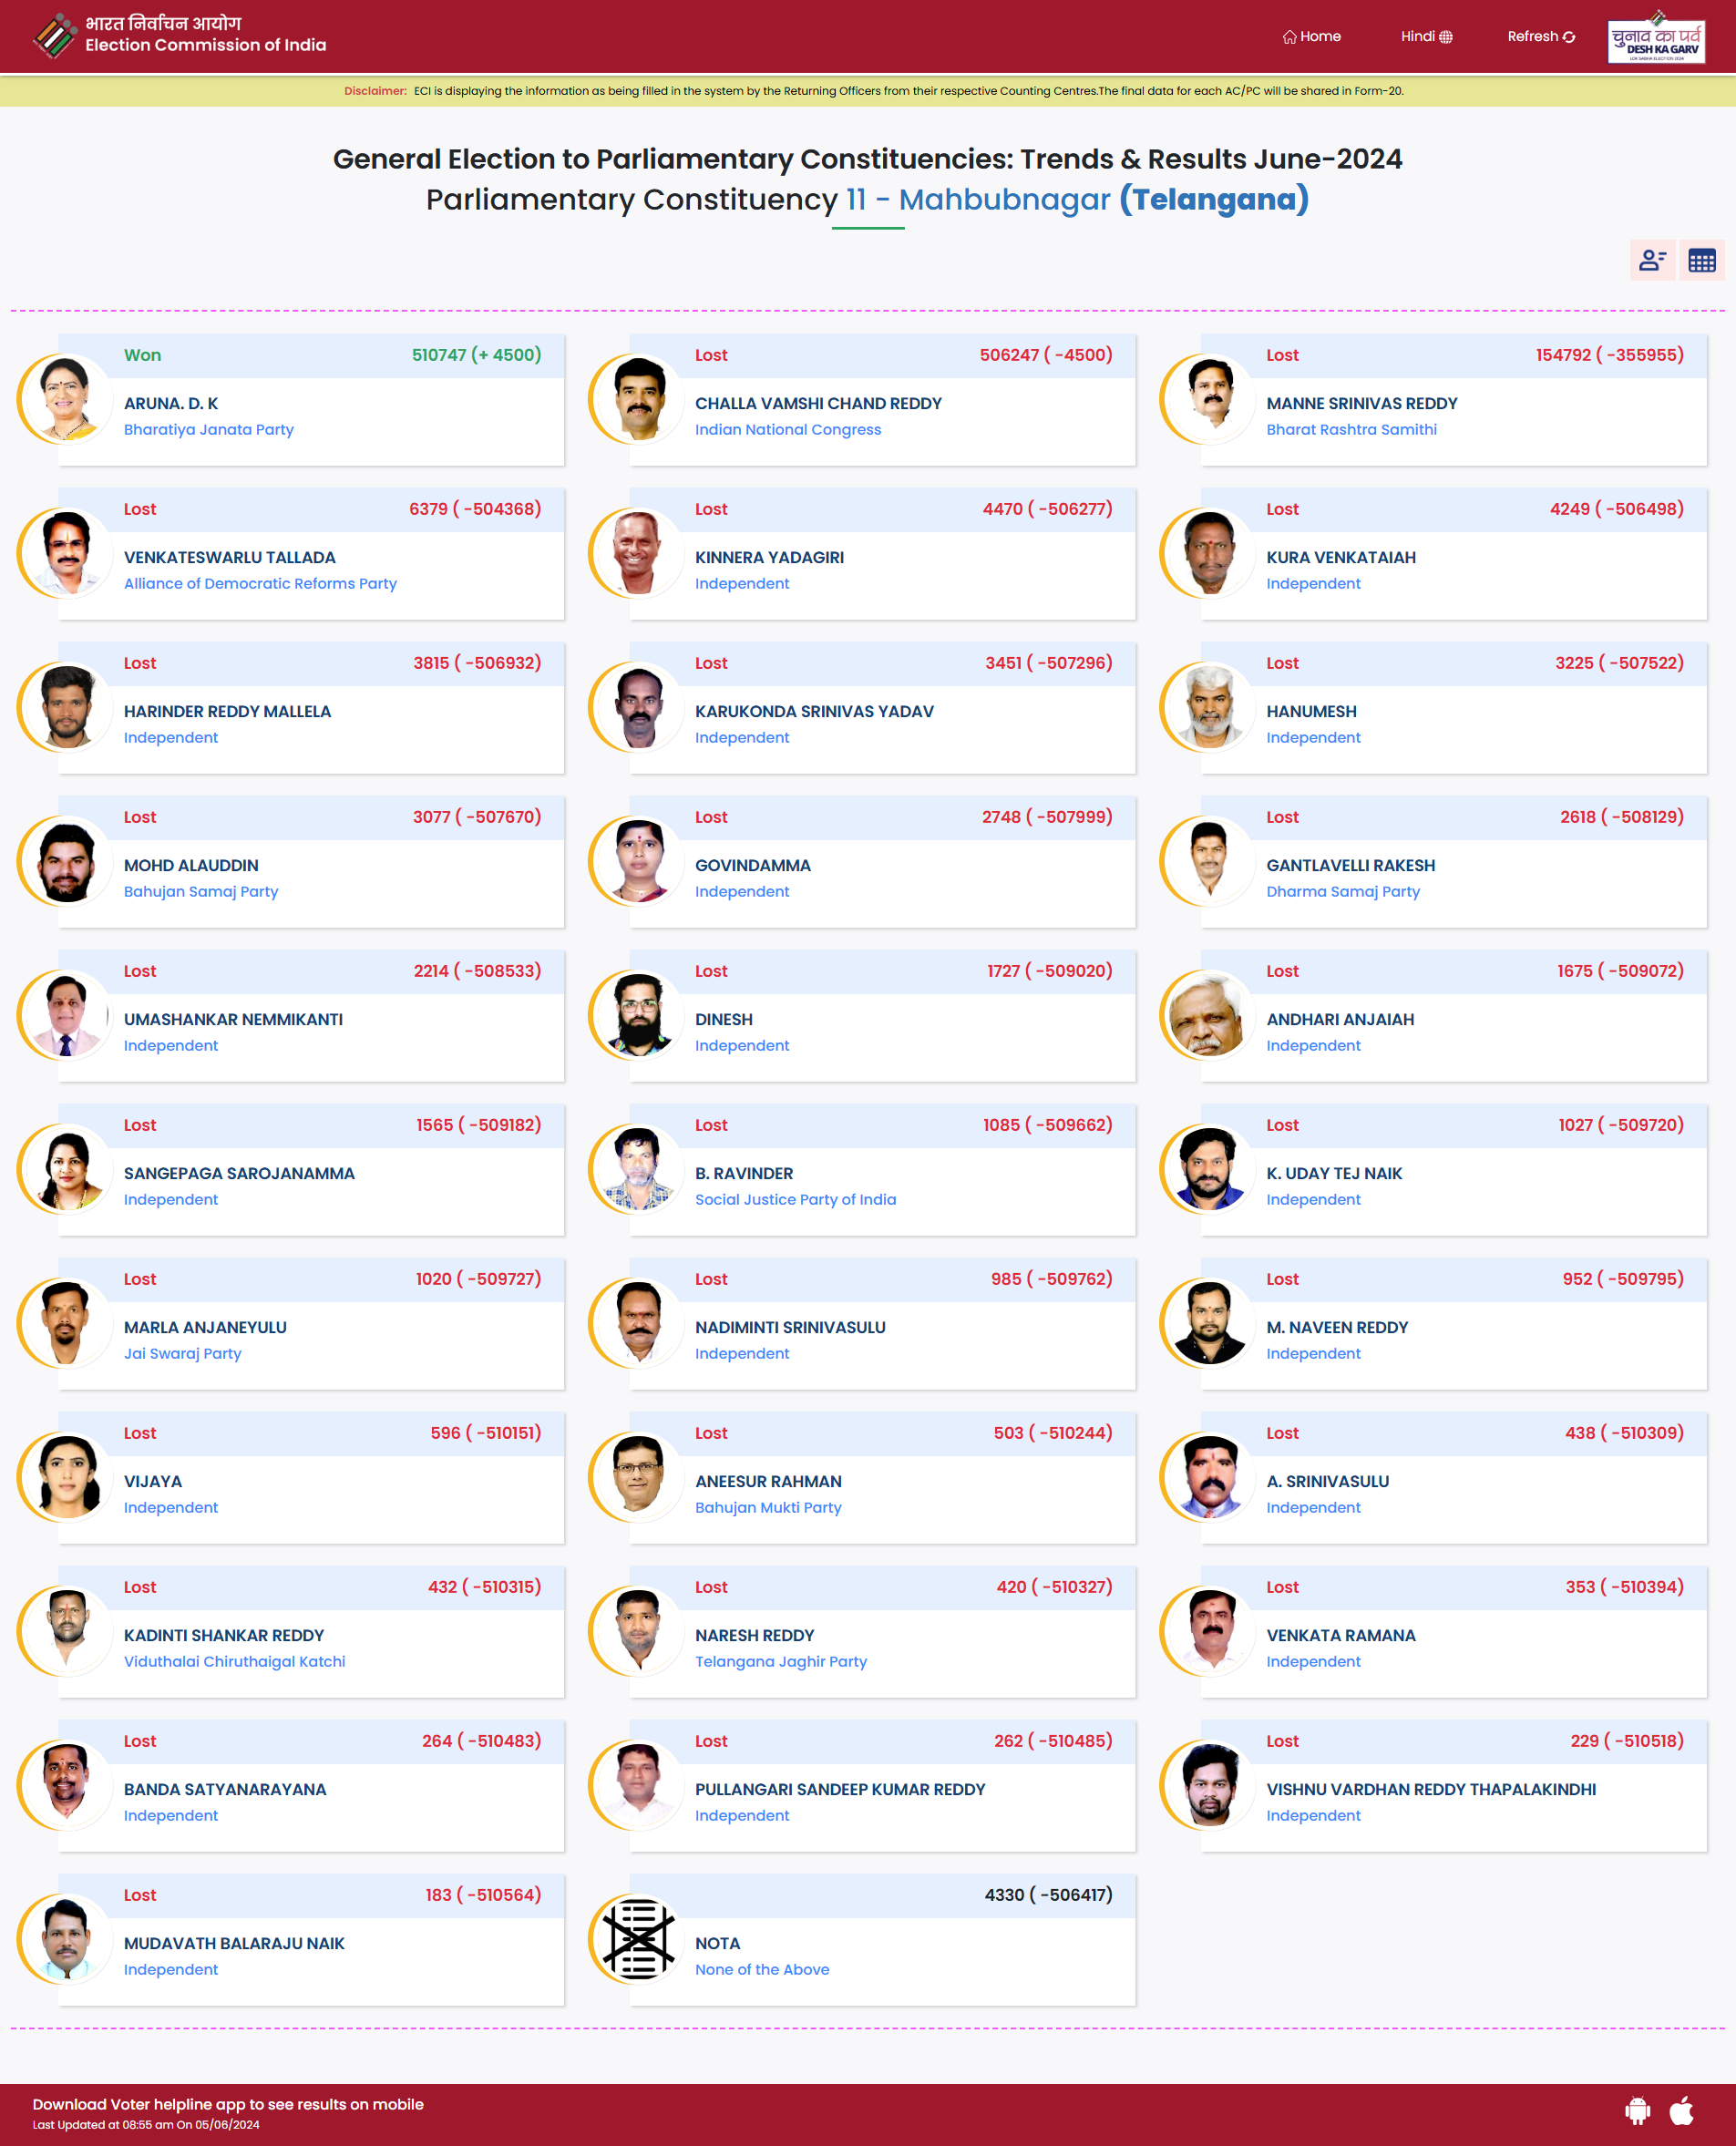 भारत निर्वाचन आयोग
Election Commission of India
Home
Hindi
Refresh
चुनाव का पर्व
DESH KA GARV
LOK SABHA ELECTION 2024
Disclaimer: ECI is displaying the information as being filled in the system by the Returning Officers from their respective Counting Centres.The final data for each AC/PC will be shared in Form-20.
General Election to Parliamentary Constituencies: Trends & Results June-2024
Parliamentary Constituency 11 - Mahbubnagar (Telangana)
Won 510747 (+ 4500)
ARUNA. D. K
Bharatiya Janata Party
Lost 506247 ( -4500)
CHALLA VAMSHI CHAND REDDY
Indian National Congress
Lost 154792 ( -355955)
MANNE SRINIVAS REDDY
Bharat Rashtra Samithi
Lost 6379 ( -504368)
VENKATESWARLU TALLADA
Alliance of Democratic Reforms Party
Lost 4470 ( -506277)
KINNERA YADAGIRI
Independent
Lost 4249 ( -506498)
KURA VENKATAIAH
Independent
Lost 3815 ( -506932)
HARINDER REDDY MALLELA
Independent
Lost 3451 ( -507296)
KARUKONDA SRINIVAS YADAV
Independent
Lost 3225 ( -507522)
HANUMESH
Independent
Lost 3077 ( -507670)
MOHD ALAUDDIN
Bahujan Samaj Party
Lost 2748 ( -507999)
GOVINDAMMA
Independent
Lost 2618 ( -508129)
GANTLAVELLI RAKESH
Dharma Samaj Party
Lost 2214 ( -508533)
UMASHANKAR NEMMIKANTI
Independent
Lost 1727 ( -509020)
DINESH
Independent
Lost 1675 ( -509072)
ANDHARI ANJAIAH
Independent
Lost 1565 ( -509182)
SANGEPAGA SAROJANAMMA
Independent
Lost 1085 ( -509662)
B. RAVINDER
Social Justice Party of India
Lost 1027 ( -509720)
K. UDAY TEJ NAIK
Independent
Lost 1020 ( -509727)
MARLA ANJANEYULU
Jai Swaraj Party
Lost 985 ( -509762)
NADIMINTI SRINIVASULU
Independent
Lost 952 ( -509795)
M. NAVEEN REDDY
Independent
Lost 596 ( -510151)
VIJAYA
Independent
Lost 503 ( -510244)
ANEESUR RAHMAN
Bahujan Mukti Party
Lost 438 ( -510309)
A. SRINIVASULU
Independent
Lost 432 ( -510315)
KADINTI SHANKAR REDDY
Viduthalai Chiruthaigal Katchi
Lost 420 ( -510327)
NARESH REDDY
Telangana Jaghir Party
Lost 353 ( -510394)
VENKATA RAMANA
Independent
Lost 264 ( -510483)
BANDA SATYANARAYANA
Independent
Lost 262 ( -510485)
PULLANGARI SANDEEP KUMAR REDDY
Independent
Lost 229 ( -510518)
VISHNU VARDHAN REDDY THAPALAKINDHI
Independent
Lost 183 ( -510564)
MUDAVATH BALARAJU NAIK
Independent
4330 ( -506417)
NOTA
None of the Above
Download Voter helpline app to see results on mobile
Last Updated at 08:55 am On 05/06/2024